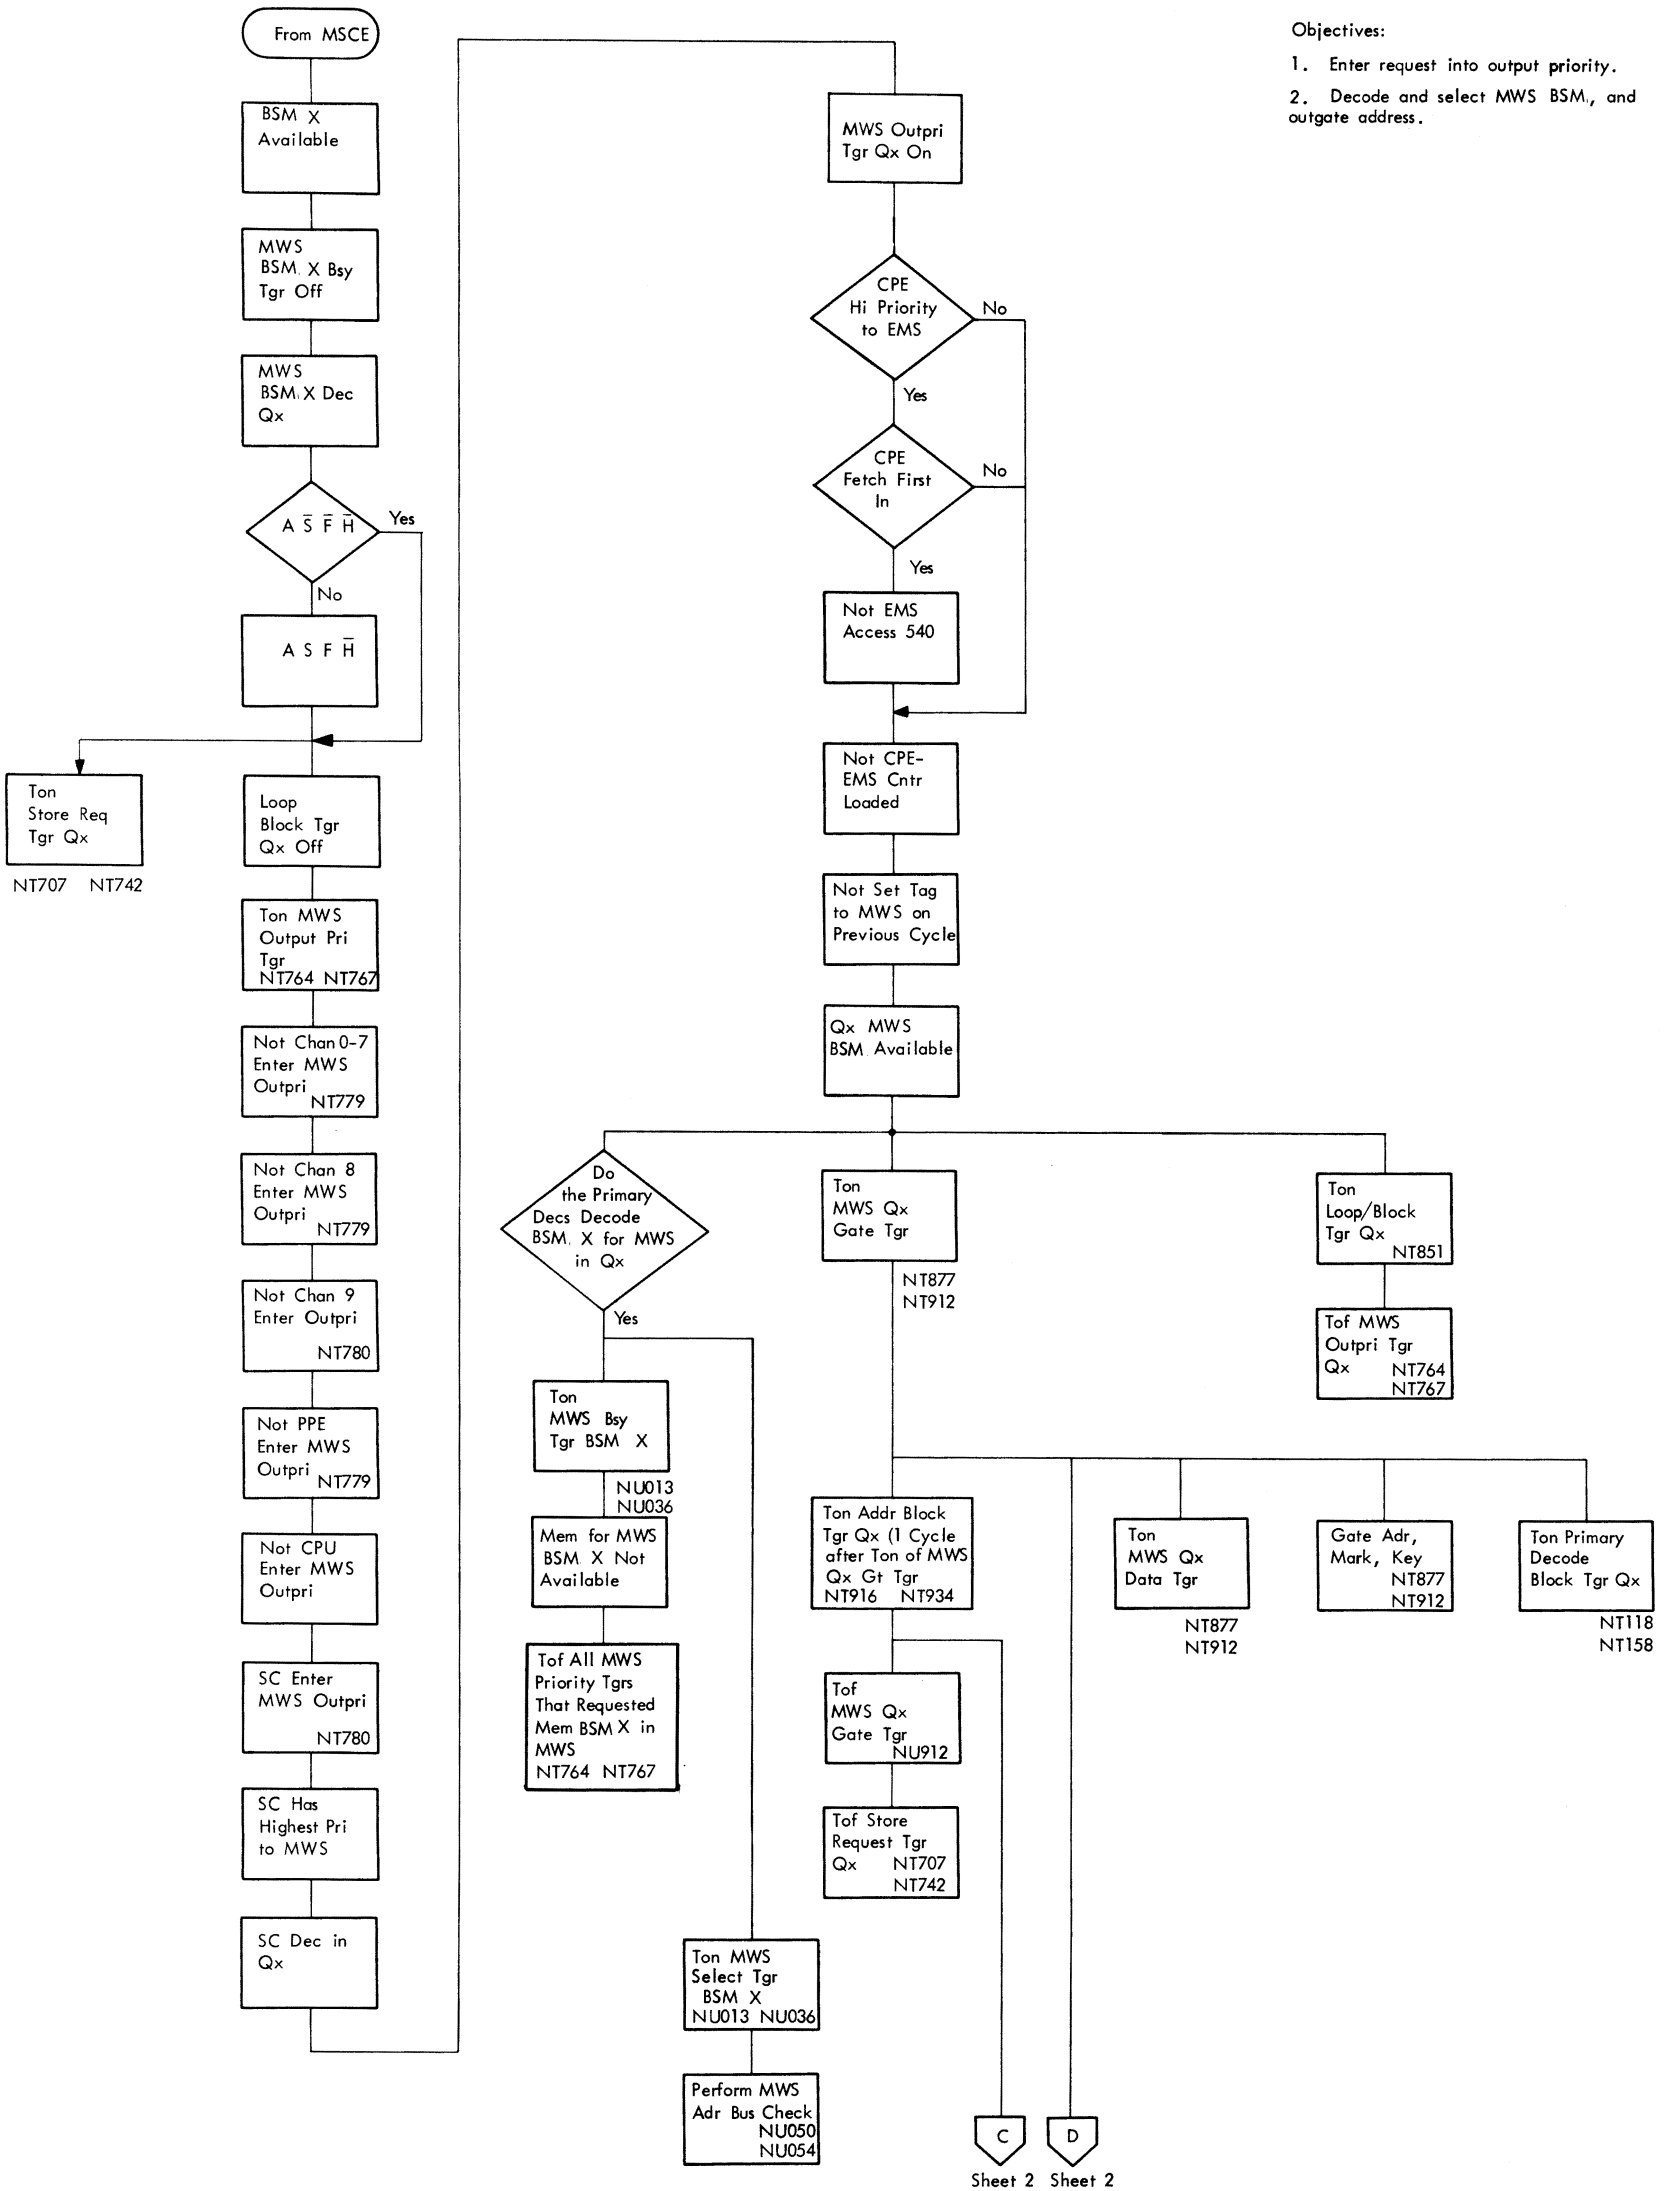 From MSCE
BSM X
Available
MWS
BSM X Bsy
Tgr Off
MWS
BSM X Dec
Qx
A S̅ F̅ H̅
Yes
No
A S F H̅
Ton
Store Req
Tgr Qx
NT707 NT742
Loop
Block Tgr
Qx Off
Ton MWS
Output Pri
Tgr
NT764 NT767
Not Chan 0-7
Enter MWS
Outpri
NT779
Not Chan 8
Enter MWS
Outpri
NT779
Not Chan 9
Enter Outpri
NT780
Not PPE
Enter MWS
Outpri
NT779
Not CPU
Enter MWS
Outpri
SC Enter
MWS Outpri
NT780
SC Has
Highest Pri
to MWS
SC Dec in
Qx
Objectives:
1. Enter request into output priority.
2. Decode and select MWS BSM, and
outgate address.
MWS Outpri
Tgr Qx On
CPE
Hi Priority
to EMS
No
Yes
CPE
Fetch First
In
No
Yes
Not EMS
Access 540
Not CPE-
EMS Cntr
Loaded
Not Set Tag
to MWS on
Previous Cycle
Qx MWS
BSM Available
Do
the Primary
Decs Decode
BSM X for MWS
in Qx
Yes
Ton
MWS Bsy
Tgr BSM X
NU013
NU036
Mem for MWS
BSM X Not
Available
Tof All MWS
Priority Tgrs
That Requested
Mem BSM X in
MWS
NT764 NT767
Ton MWS
Select Tgr
BSM X
NU013 NU036
Perform MWS
Adr Bus Check
NU050
NU054
Ton
MWS Qx
Gate Tgr
NT877
NT912
Ton
Loop/Block
Tgr Qx
NT851
Tof MWS
Outpri Tgr
Qx NT764
NT767
Ton Addr Block
Tgr Qx (1 Cycle
after Ton of MWS
Qx Gt Tgr
NT916 NT934
Tof
MWS Qx
Gate Tgr
NU912
Tof Store
Request Tgr
Qx NT707
NT742
Ton
MWS Qx
Data Tgr
NT877
NT912
Gate Adr,
Mark, Key
NT877
NT912
Ton Primary
Decode
Block Tgr Qx
NT118
NT158
C
D
Sheet 2 Sheet 2